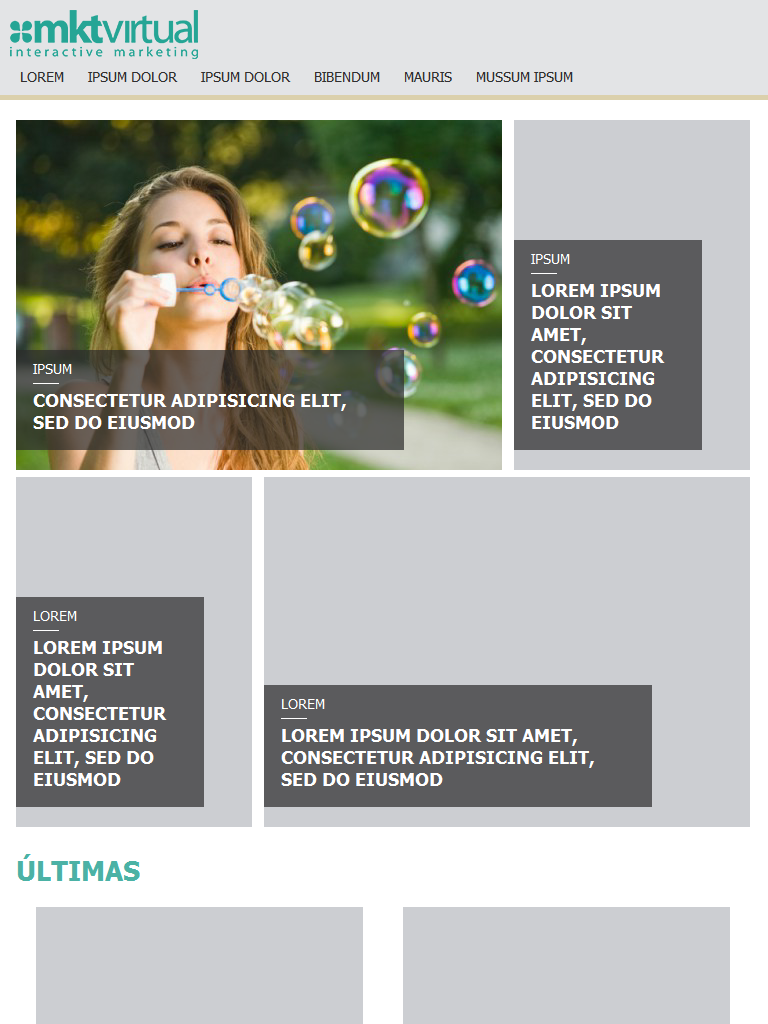 mktvirtual
interactive marketing
LOREM IPSUM DOLOR IPSUM DOLOR BIBENDUM MAURIS MUSSUM IPSUM
IPSUM
CONSECTETUR ADIPISICING ELIT,
SED DO EIUSMOD
IPSUM
LOREM IPSUM
DOLOR SIT
AMET,
CONSECTETUR
ADIPISICING
ELIT, SED DO
EIUSMOD
LOREM
LOREM IPSUM
DOLOR SIT
AMET,
CONSECTETUR
ADIPISICING
ELIT, SED DO
EIUSMOD
LOREM
LOREM IPSUM DOLOR SIT AMET,
CONSECTETUR ADIPISICING ELIT,
SED DO EIUSMOD
ÚLTIMAS